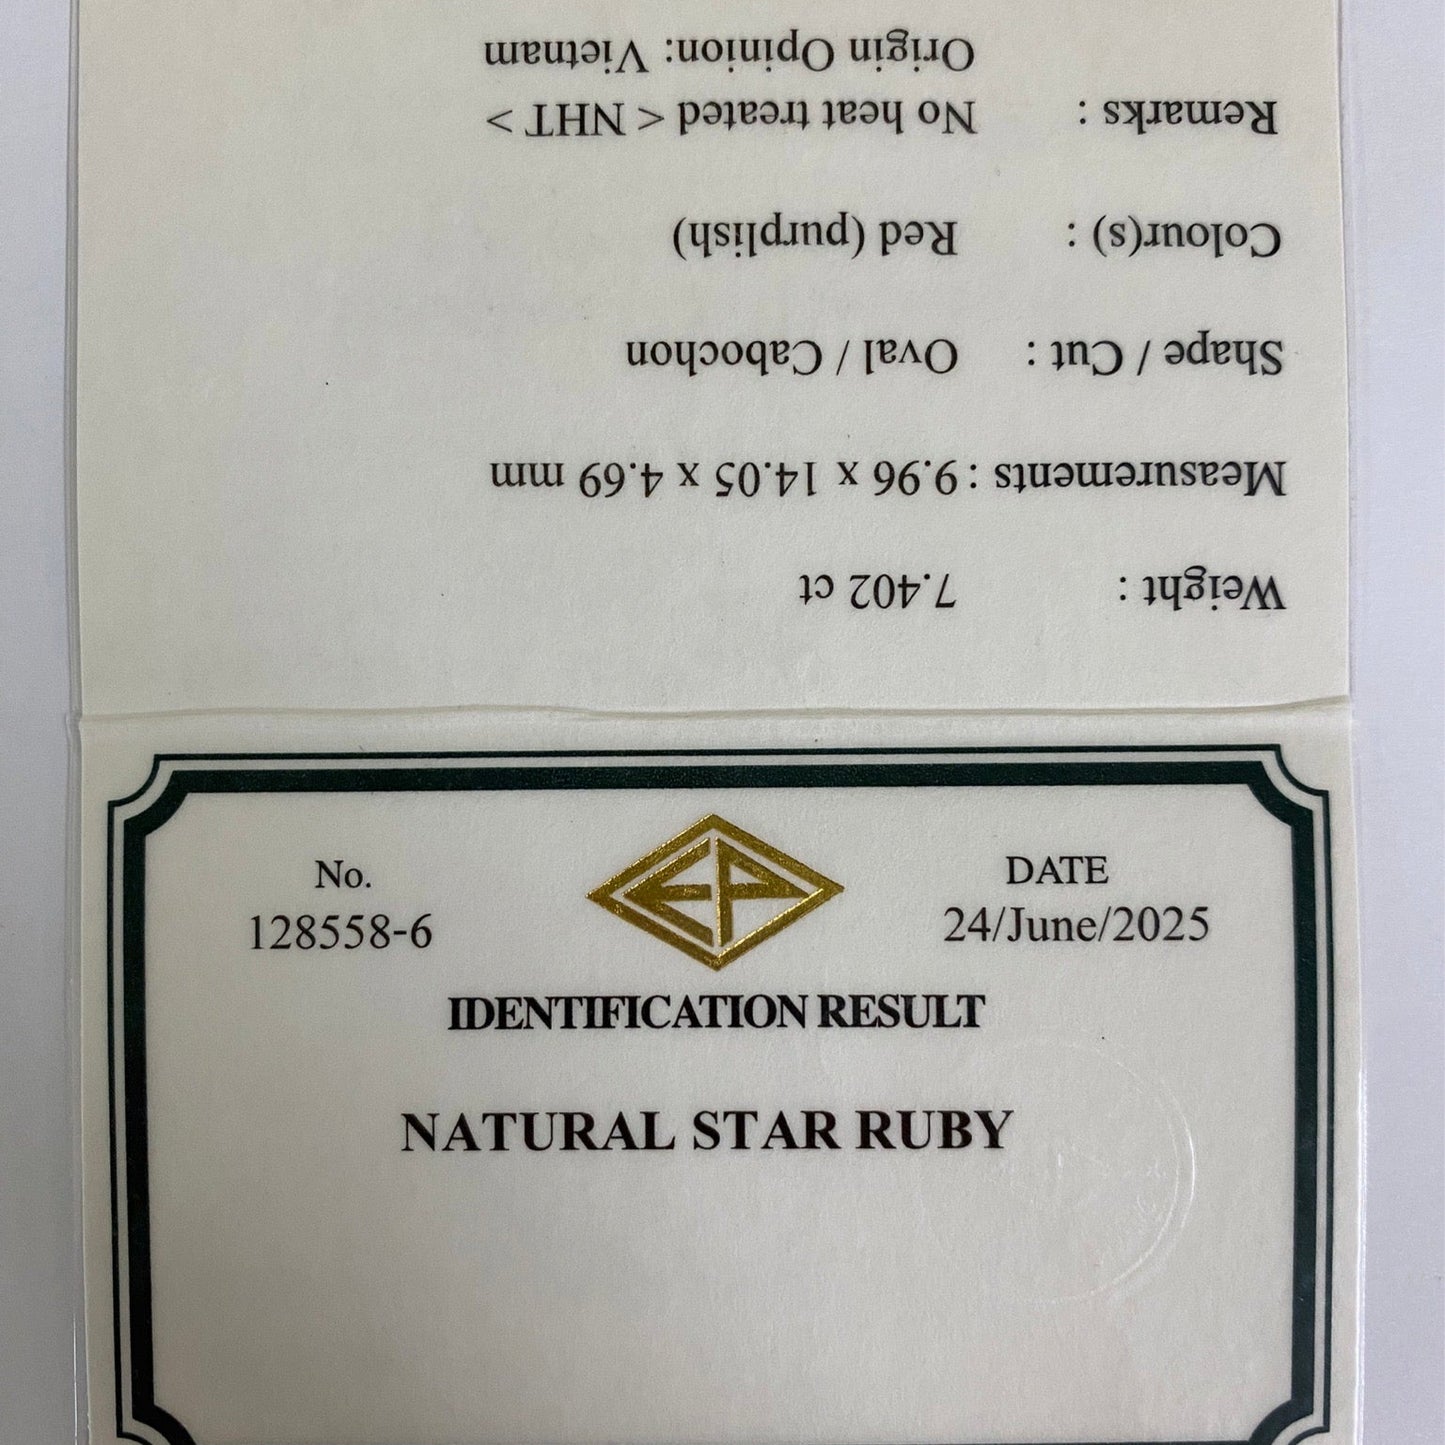 Weight : 7.402 ct
Measurements : 9.96 x 14.05 x 4.69 mm
Shape / Cut : Oval / Cabochon
Colour(s) : Red (purplish)
Remarks : No heat treated < NHT >
Origin Opinion: Vietnam
EP
No. DATE
128558-6 24/June/2025
IDENTIFICATION RESULT
NATURAL STAR RUBY